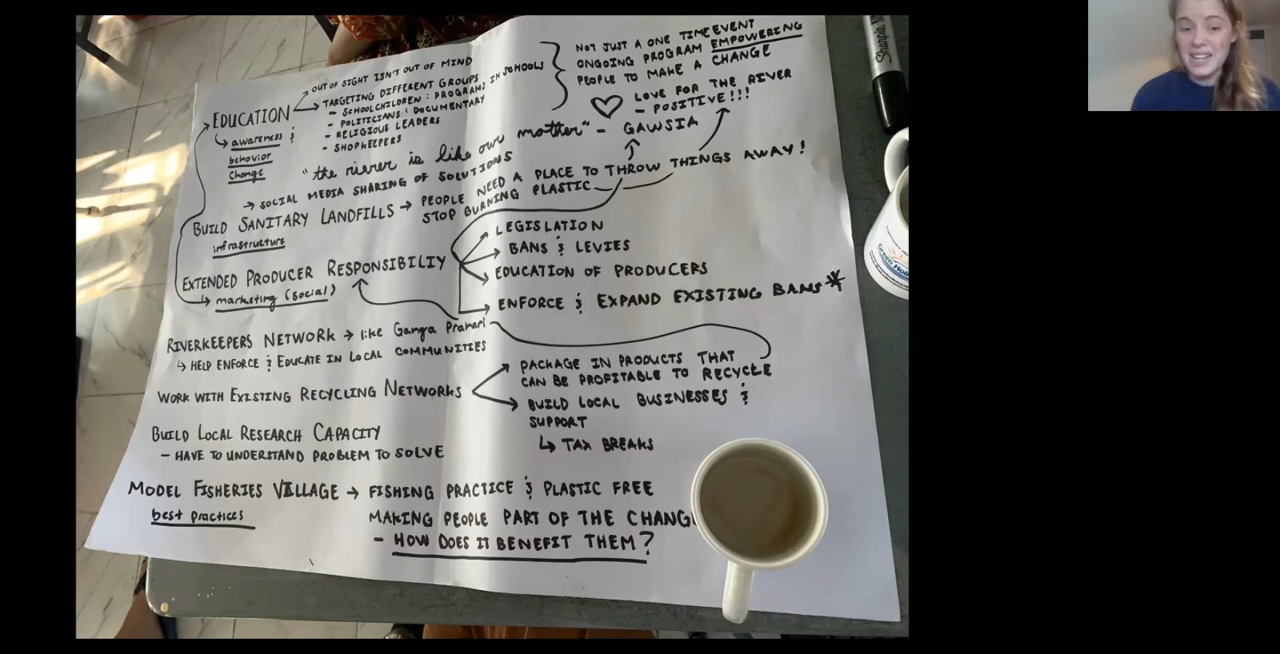 EDUCATION
OUT OF SIGHT ISN'T OUT OF MIND
TARGETING DIFFERENT GROUPS
- SCHOOLCHILDREN : PROGRAMS IN SCHOOLS
- POLITICIANS : DOCUMENTARY
- RELIGIOUS LEADERS
- SHOPKEEPERS
NOT JUST A ONE TIME EVENT
ONGOING PROGRAM EMPOWERING
PEOPLE TO MAKE A CHANGE
LOVE FOR THE RIVER
- POSITIVE!!!
awareness &
behavior
change
"the river is like our mother" - GAWSIA
→ SOCIAL MEDIA SHARING OF SOLUTIONS
BUILD SANITARY LANDFILLS → PEOPLE NEED A PLACE TO THROW THINGS AWAY!
STOP BURNING PLASTIC
infrastructure
EXTENDED PRODUCER RESPONSIBILIY
marketing (social)
LEGISLATION
BANS & LEVIES
EDUCATION OF PRODUCERS
ENFORCE & EXPAND EXISTING BANS*
RIVERKEEPERS NETWORK → like Ganga Prahari
↳ HELP ENFORCE & EDUCATE IN LOCAL COMMUNITIES
WORK WITH EXISTING RECYCLING NETWORKS
PACKAGE IN PRODUCTS THAT
CAN BE PROFITABLE TO RECYCLE
BUILD LOCAL BUSINESSES &
SUPPORT
↳ TAX BREAKS
BUILD LOCAL RESEARCH CAPACITY
- HAVE TO UNDERSTAND PROBLEM TO SOLVE
MODEL FISHERIES VILLAGE → FISHING PRACTICE & PLASTIC FREE
best practices
MAKING PEOPLE PART OF THE CHANG
- HOW DOES IT BENEFIT THEM?
Sharpie